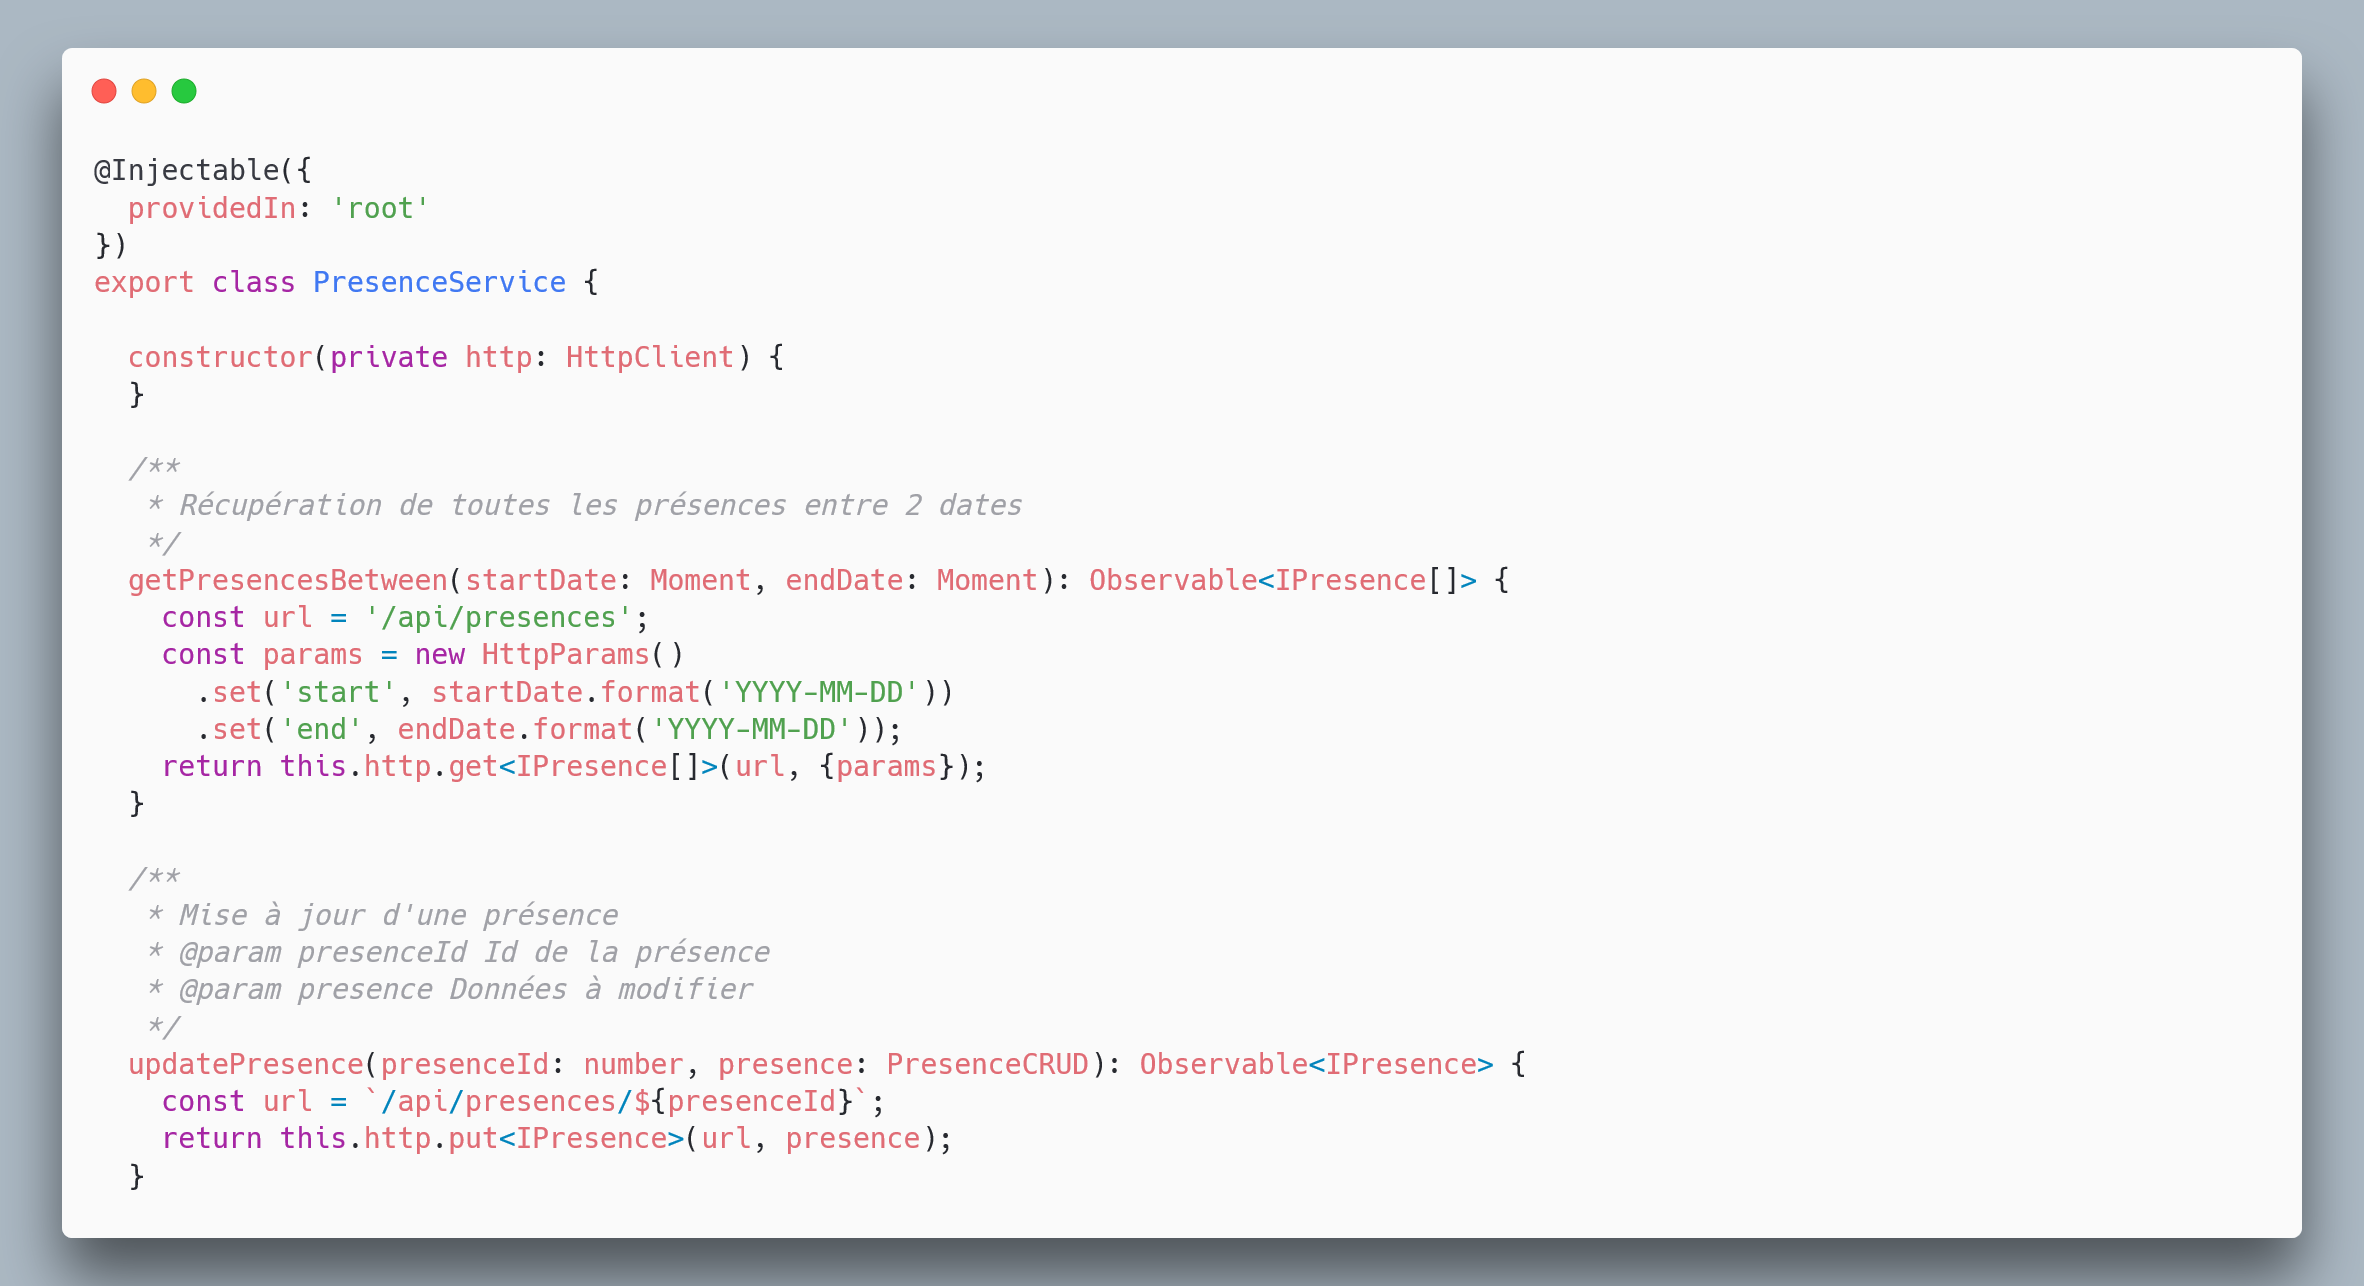 @Injectable({
  providedIn: 'root'
})
export class PresenceService {

  constructor(private http: HttpClient) {
  }

  /**
   * Récupération de toutes les présences entre 2 dates
   */
  getPresencesBetween(startDate: Moment, endDate: Moment): Observable<IPresence[]> {
    const url = '/api/presences';
    const params = new HttpParams()
      .set('start', startDate.format('YYYY-MM-DD'))
      .set('end', endDate.format('YYYY-MM-DD'));
    return this.http.get<IPresence[]>(url, {params});
  }

  /**
   * Mise à jour d'une présence
   * @param presenceId Id de la présence
   * @param presence Données à modifier
   */
  updatePresence(presenceId: number, presence: PresenceCRUD): Observable<IPresence> {
    const url = `/api/presences/${presenceId}`;
    return this.http.put<IPresence>(url, presence);
  }